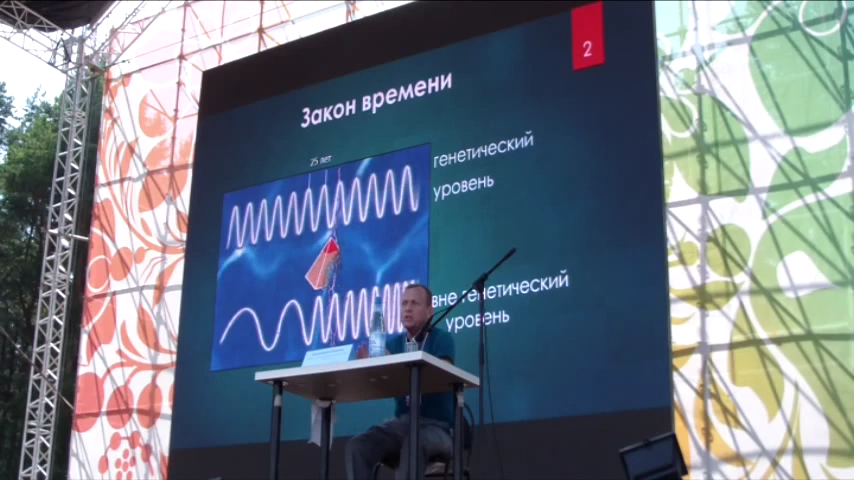 2
Закон времени
25 лет
генетический
уровень
вне генетический
уровень